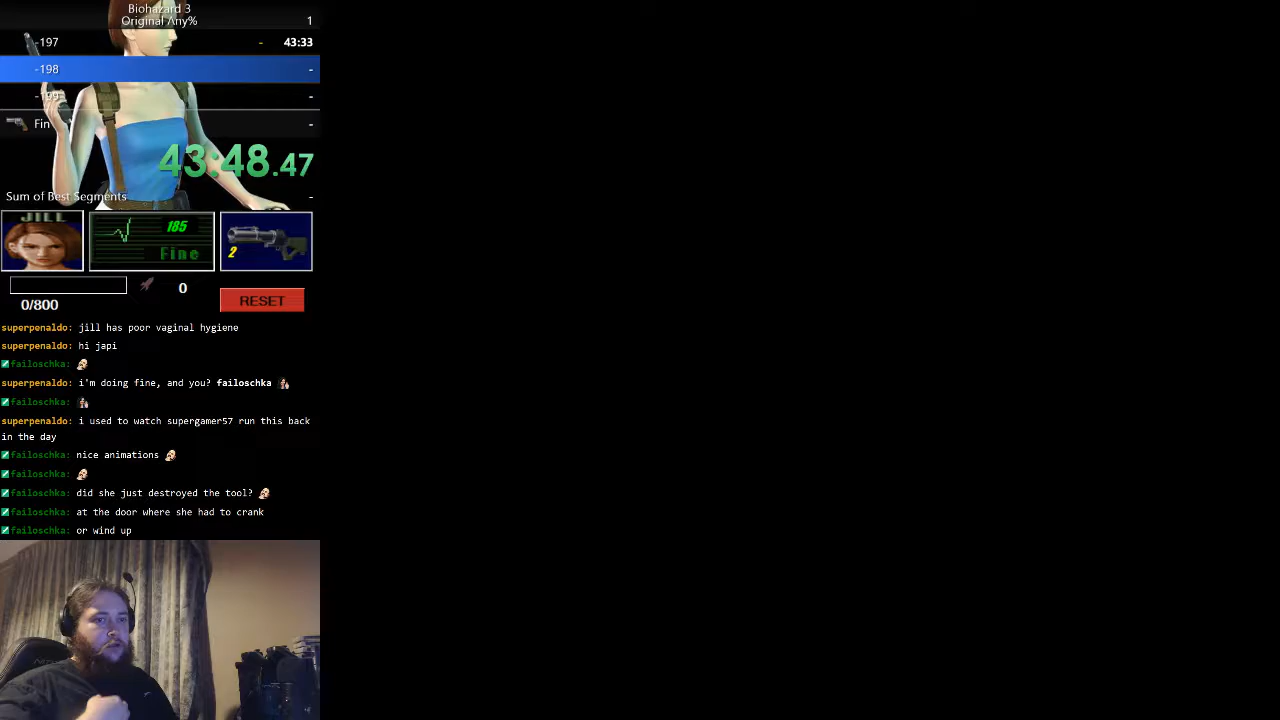 Biohazard 3
Original Any%
1
-197 - 43:33
-198 -
-199 -
Fin -
43:48.47
Sum of Best Segments -
JILL
185
Fine
2
0
0/800
RESET
superpenaldo: jill has poor vaginal hygiene
superpenaldo: hi japi
failoschka:
superpenaldo: i'm doing fine, and you? failoschka
failoschka:
superpenaldo: i used to watch supergamer57 run this back
in the day
failoschka: nice animations
failoschka:
failoschka: did she just destroyed the tool?
failoschka: at the door where she had to crank
failoschka: or wind up